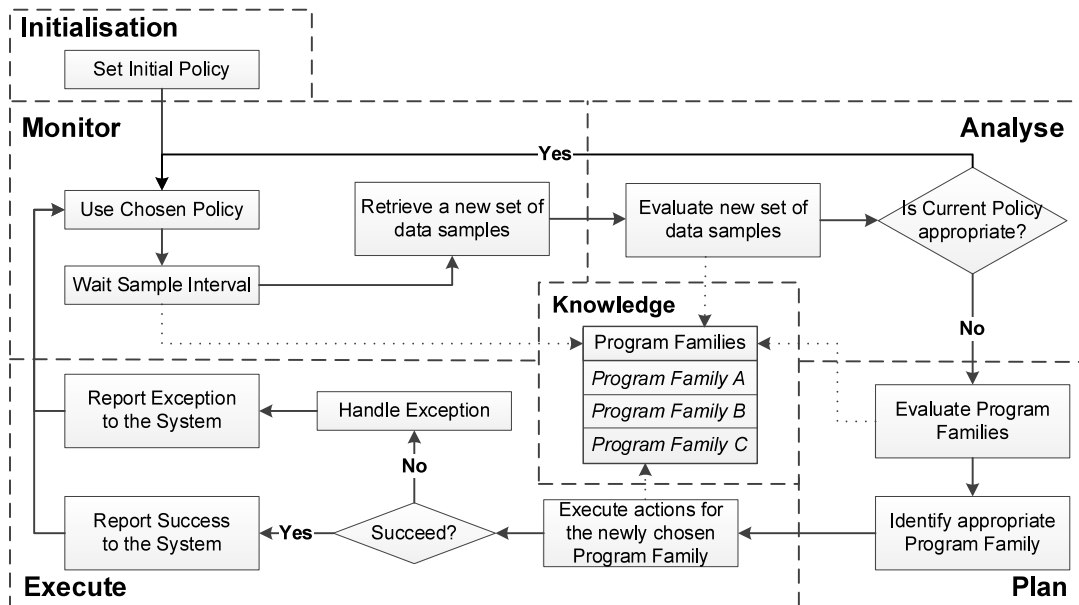 Initialisation
Set Initial Policy
Monitor
Analyse
Yes
Use Chosen Policy
Retrieve a new set of
data samples
Evaluate new set of
data samples
Is Current Policy
appropriate?
Wait Sample Interval
Knowledge
No
Program Families
Program Family A
Program Family B
Program Family C
Report Exception
to the System
Handle Exception
Evaluate Program
Families
No
Report Success
to the System
Yes
Succeed?
Execute actions for
the newly chosen
Program Family
Identify appropriate
Program Family
Execute
Plan